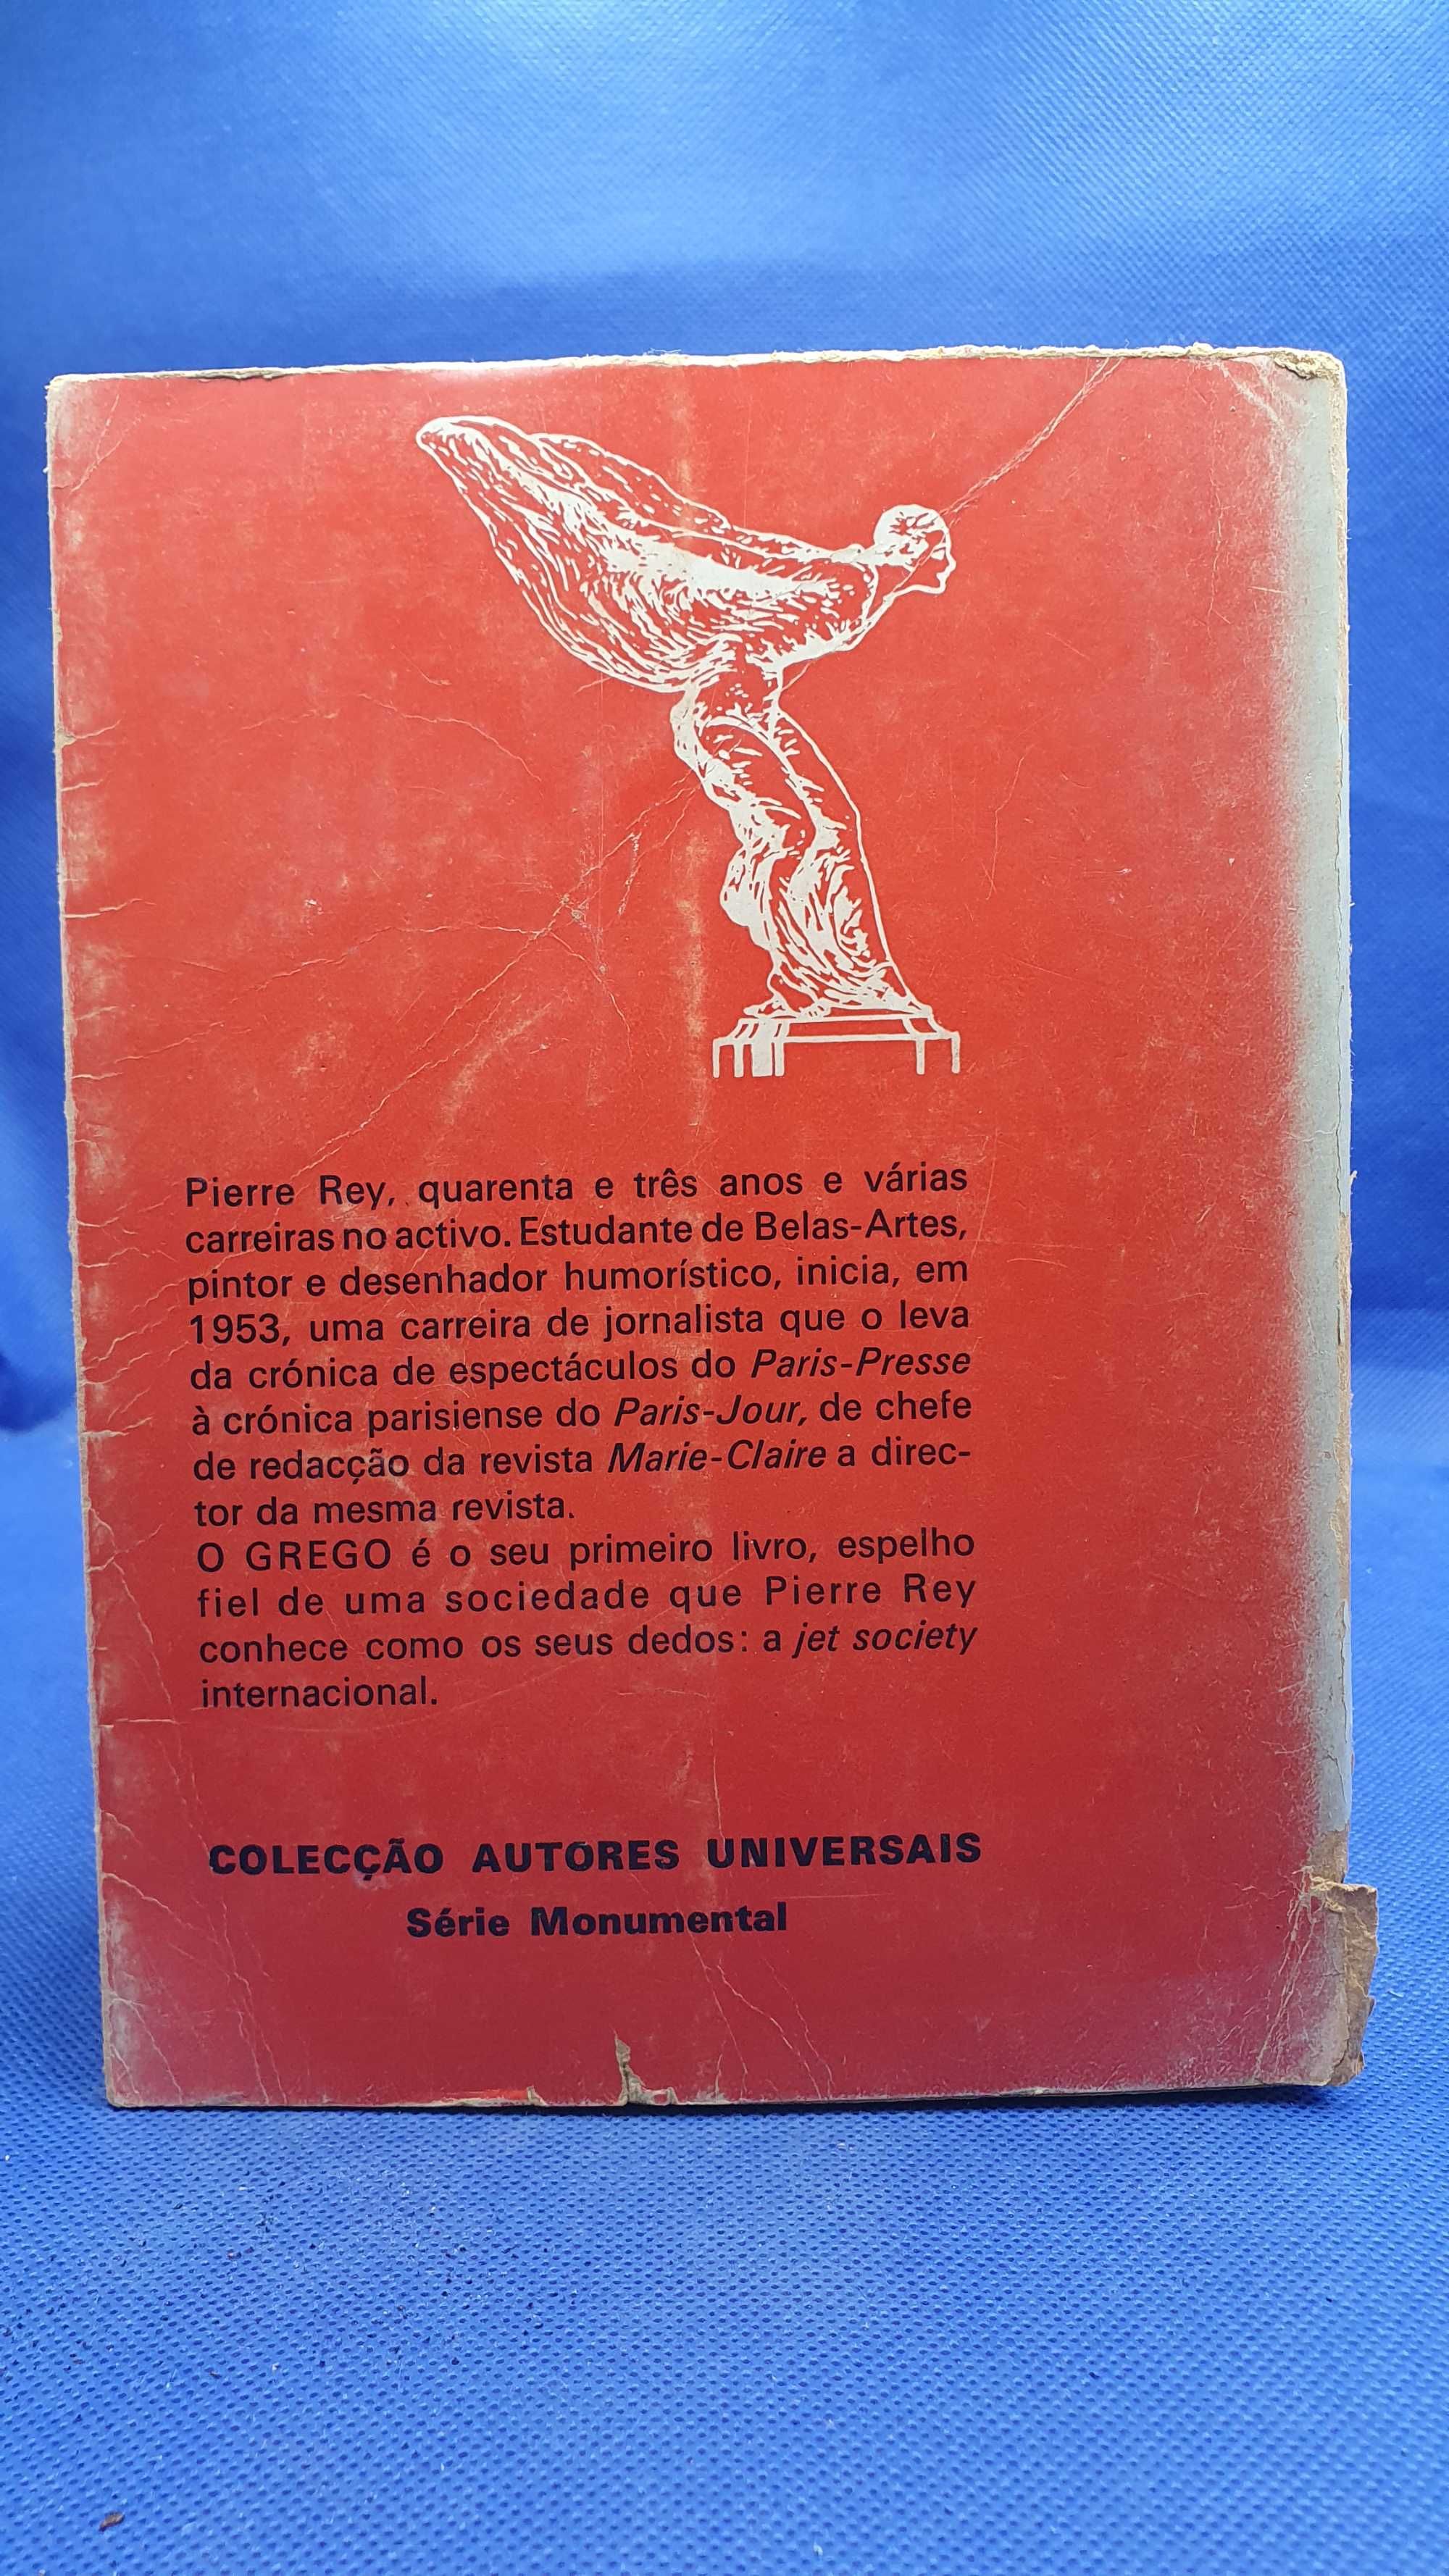 Pierre Rey, quarenta e três anos e várias
carreiras no activo. Estudante de Belas-Artes,
pintor e desenhador humorístico, inicia, em
1953, uma carreira de jornalista que o leva
da crónica de espectáculos do Paris-Presse
à crónica parisiense do Paris-Jour, de chefe
de redacção da revista Marie-Claire a direc-
tor da mesma revista.
O GREGO é o seu primeiro livro, espelho
fiel de uma sociedade que Pierre Rey
conhece como os seus dedos: a jet society
internacional.
COLECÇÃO AUTORES UNIVERSAIS
Série Monumental